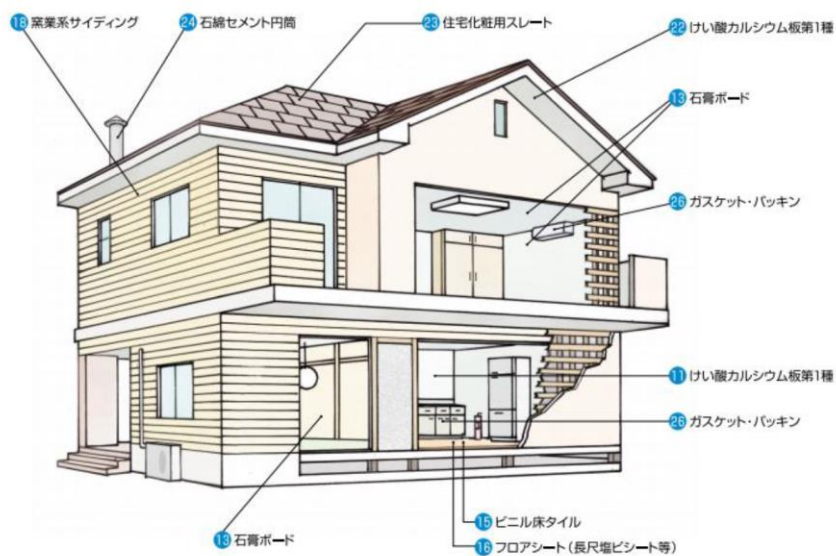 18 窯業系サイディング
24 石綿セメント円筒
23 住宅化粧用スレート
22 けい酸カルシウム板第1種
13 石膏ボード
26 ガスケット・パッキン
11 けい酸カルシウム板第1種
26 ガスケット・パッキン
15 ビニル床タイル
13 石膏ボード
16 フロアシート(長尺塩ビシート等)